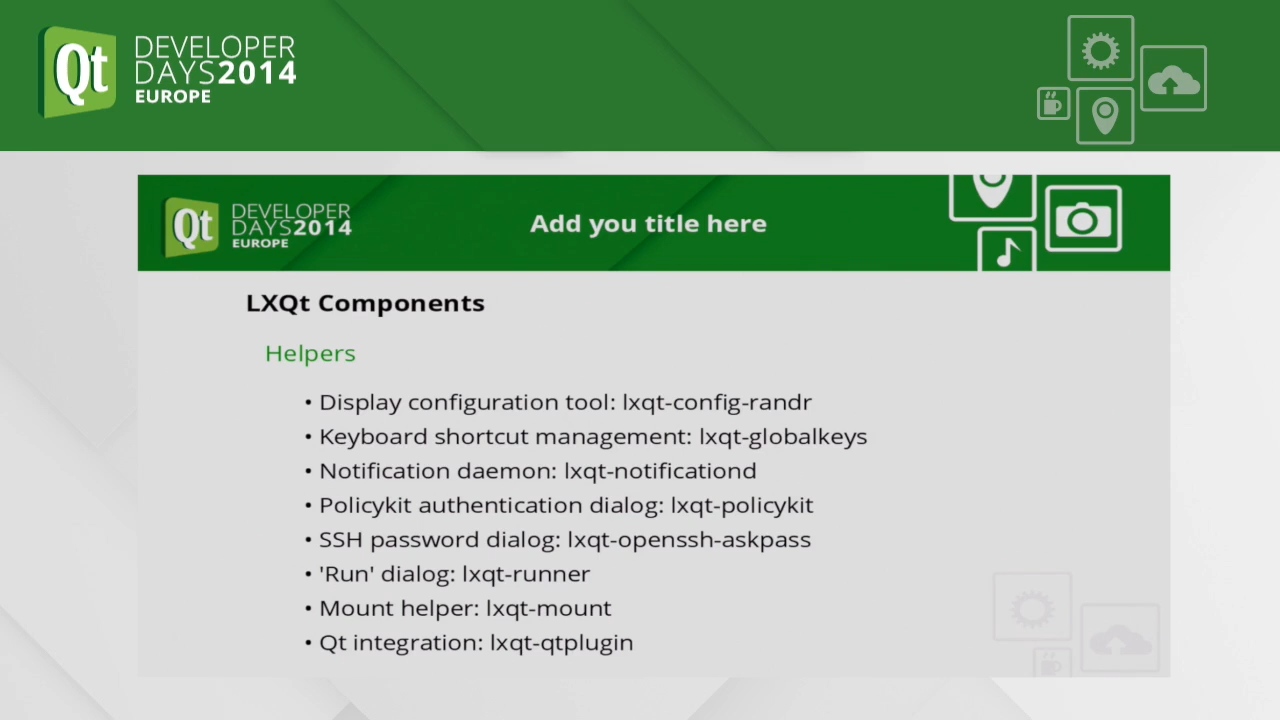 Qt DEVELOPER
DAYS2014
EUROPE
Qt DEVELOPER
DAYS2014
EUROPE
Add you title here
LXQt Components
Helpers
• Display configuration tool: lxqt-config-randr
• Keyboard shortcut management: lxqt-globalkeys
• Notification daemon: lxqt-notificationd
• Policykit authentication dialog: lxqt-policykit
• SSH password dialog: lxqt-openssh-askpass
• 'Run' dialog: lxqt-runner
• Mount helper: lxqt-mount
• Qt integration: lxqt-qtplugin